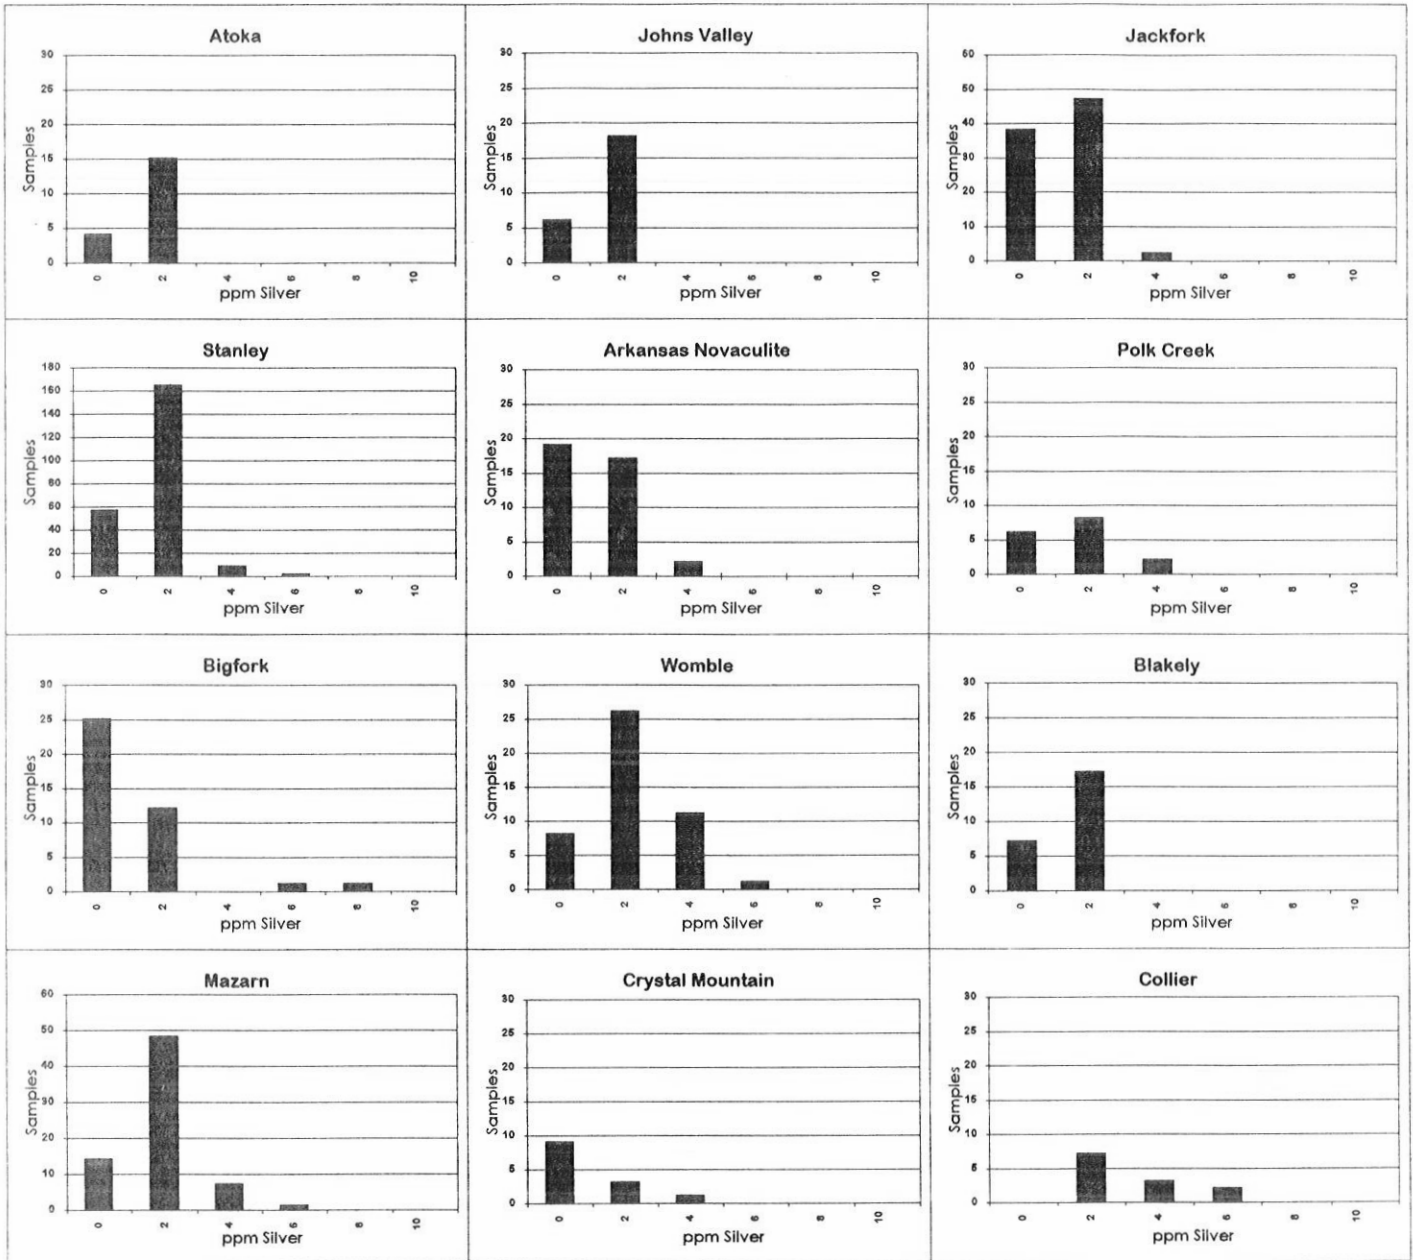 Atoka
30
25
20
15
10
5
0
Samples
0 2 4 6 8 10
ppm Silver
Johns Valley
30
25
20
15
10
5
0
Samples
0 2 4 6 8 10
ppm Silver
Jackfork
60
50
40
30
20
10
0
Samples
0 2 4 6 8 10
ppm Silver
Stanley
180
160
140
120
100
80
60
40
20
0
Samples
0 2 4 6 8 10
ppm Silver
Arkansas Novaculite
30
25
20
15
10
5
0
Samples
0 2 4 6 8 10
ppm Silver
Polk Creek
30
25
20
15
10
5
0
Samples
0 2 4 6 8 10
ppm Silver
Bigfork
30
25
20
15
10
5
0
Samples
0 2 4 6 8 10
ppm Silver
Womble
30
25
20
15
10
5
0
Samples
0 2 4 6 8 10
ppm Silver
Blakely
30
25
20
15
10
5
0
Samples
0 2 4 6 8 10
ppm Silver
Mazarn
60
50
40
30
20
10
0
Samples
0 2 4 6 8 10
ppm Silver
Crystal Mountain
30
25
20
15
10
5
0
Samples
0 2 4 6 8 10
ppm Silver
Collier
30
25
20
15
10
5
0
Samples
0 2 4 6 8 10
ppm Silver